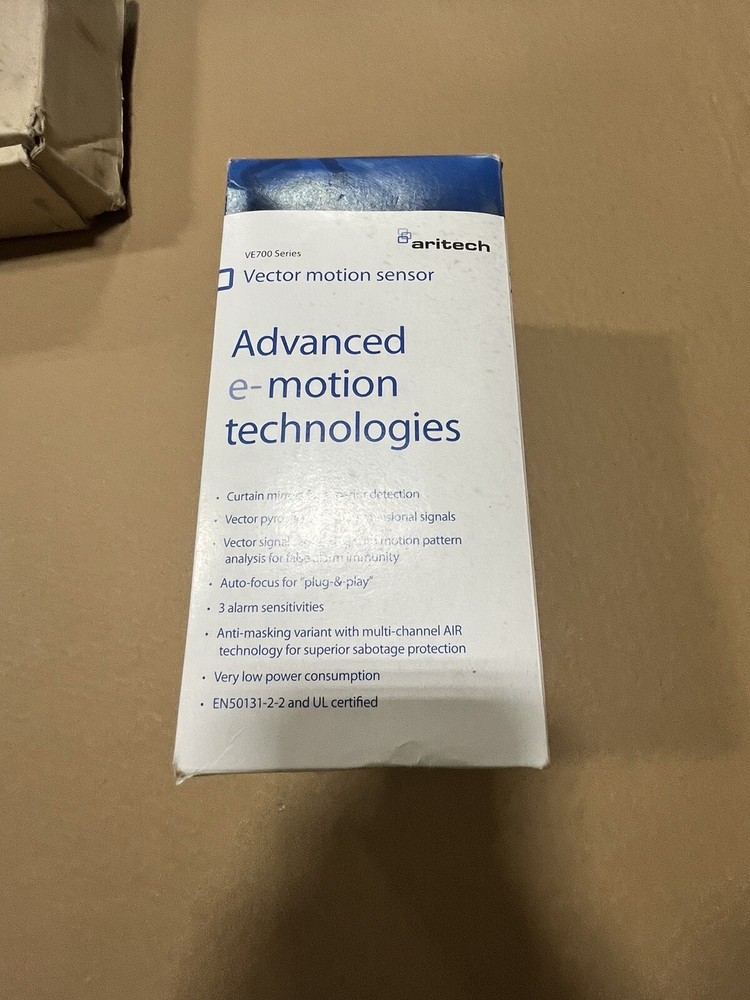 aritech
VE700 Series
Vector motion sensor
Advanced
e-motion
technologies
• Curtain detection
• Vector signals
• Vector signal motion pattern
analysis for false alarm immunity
• Auto-focus for "plug-&-play"
• 3 alarm sensitivities
• Anti-masking variant with multi-channel AIR
technology for superior sabotage protection
• Very low power consumption
• EN50131-2-2 and UL certified